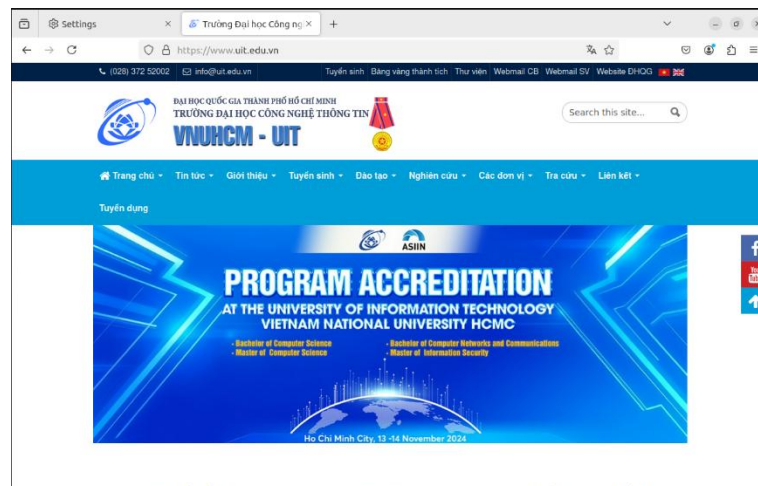 Settings
Trường Đại học Công ng
https://www.uit.edu.vn
(028) 372 52002 info@uit.edu.vn Tuyển sinh Bảng vàng thành tích Thư viện Webmail CB Webmail SV Website ĐHQG
ĐẠI HỌC QUỐC GIA THÀNH PHỐ HỒ CHÍ MINH
TRƯỜNG ĐẠI HỌC CÔNG NGHỆ THÔNG TIN
VNUHCM - UIT
Search this site...
Trang chủ Tin tức Giới thiệu Tuyển sinh Đào tạo Nghiên cứu Các đơn vị Tra cứu Liên kết
Tuyển dụng
ASIIN
PROGRAM ACCREDITATION
AT THE UNIVERSITY OF INFORMATION TECHNOLOGY
VIETNAM NATIONAL UNIVERSITY HCMC
- Bachelor of Computer Science - Bachelor of Computer Networks and Communications
- Master of Computer Science - Master of Information Security
Ho Chi Minh City, 13 -14 November 2024
You
Tube